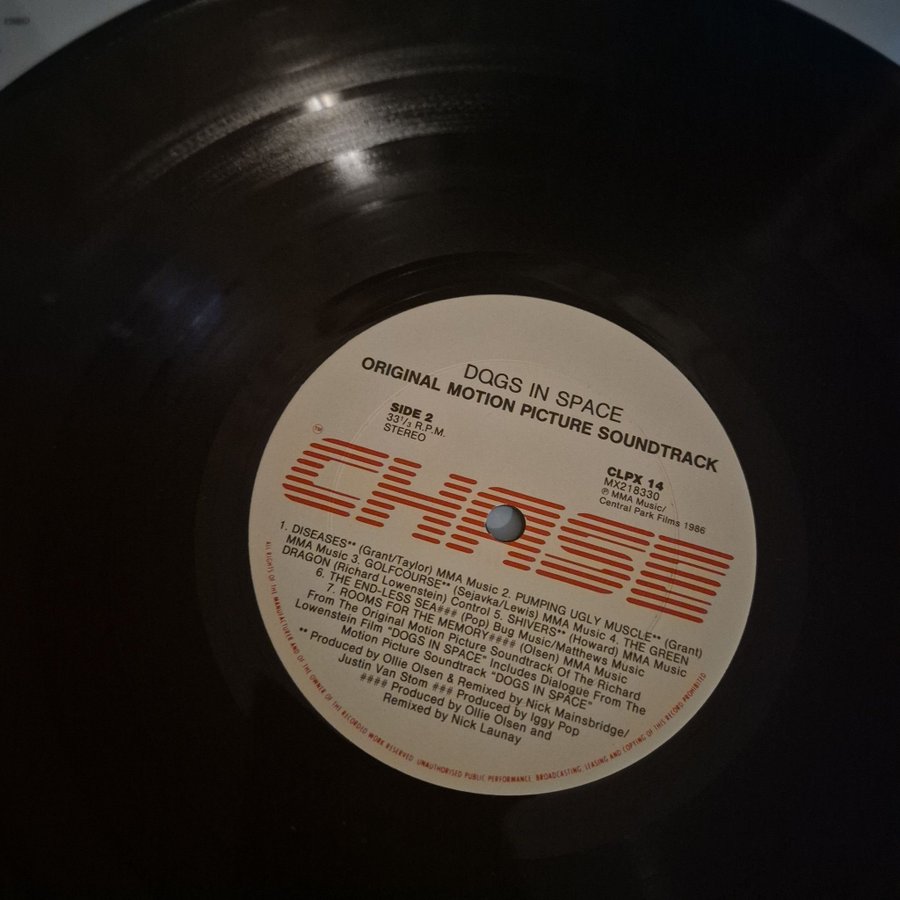 DOGS IN SPACE
ORIGINAL MOTION PICTURE SOUNDTRACK
SIDE 2
33⅓ R.P.M.
STEREO
CLPX 14
MX218330
℗ MMA Music/
Central Park Films 1986
™
CHASE
1. DISEASES** (Grant/Taylor) MMA Music 2. PUMPING UGLY MUSCLE** (Grant)
MMA Music 3. GOLFCOURSE** (Sejavka/Lewis) MMA Music 4. THE GREEN
DRAGON (Richard Lowenstein) Control 5. SHIVERS** (Howard) MMA Music
6. THE END-LESS SEA### (Pop) Bug Music/Matthews Music
7. ROOMS FOR THE MEMORY#### (Olsen) MMA Music
From The Original Motion Picture Soundtrack Of The Richard
Lowenstein Film "DOGS IN SPACE" Includes Dialogue From The
Motion Picture Soundtrack "DOGS IN SPACE"
** Produced by Ollie Olsen & Remixed by Nick Mainsbridge/
Justin Van Stom ### Produced by Iggy Pop
#### Produced by Ollie Olsen and
Remixed by Nick Launay
ALL RIGHTS OF THE MANUFACTURER AND OF THE OWNER OF THE RECORDED WORK RESERVED. UNAUTHORISED PUBLIC PERFORMANCE. BROADCASTING, LEASING AND COPYING OF THIS RECORD PROHIBITED